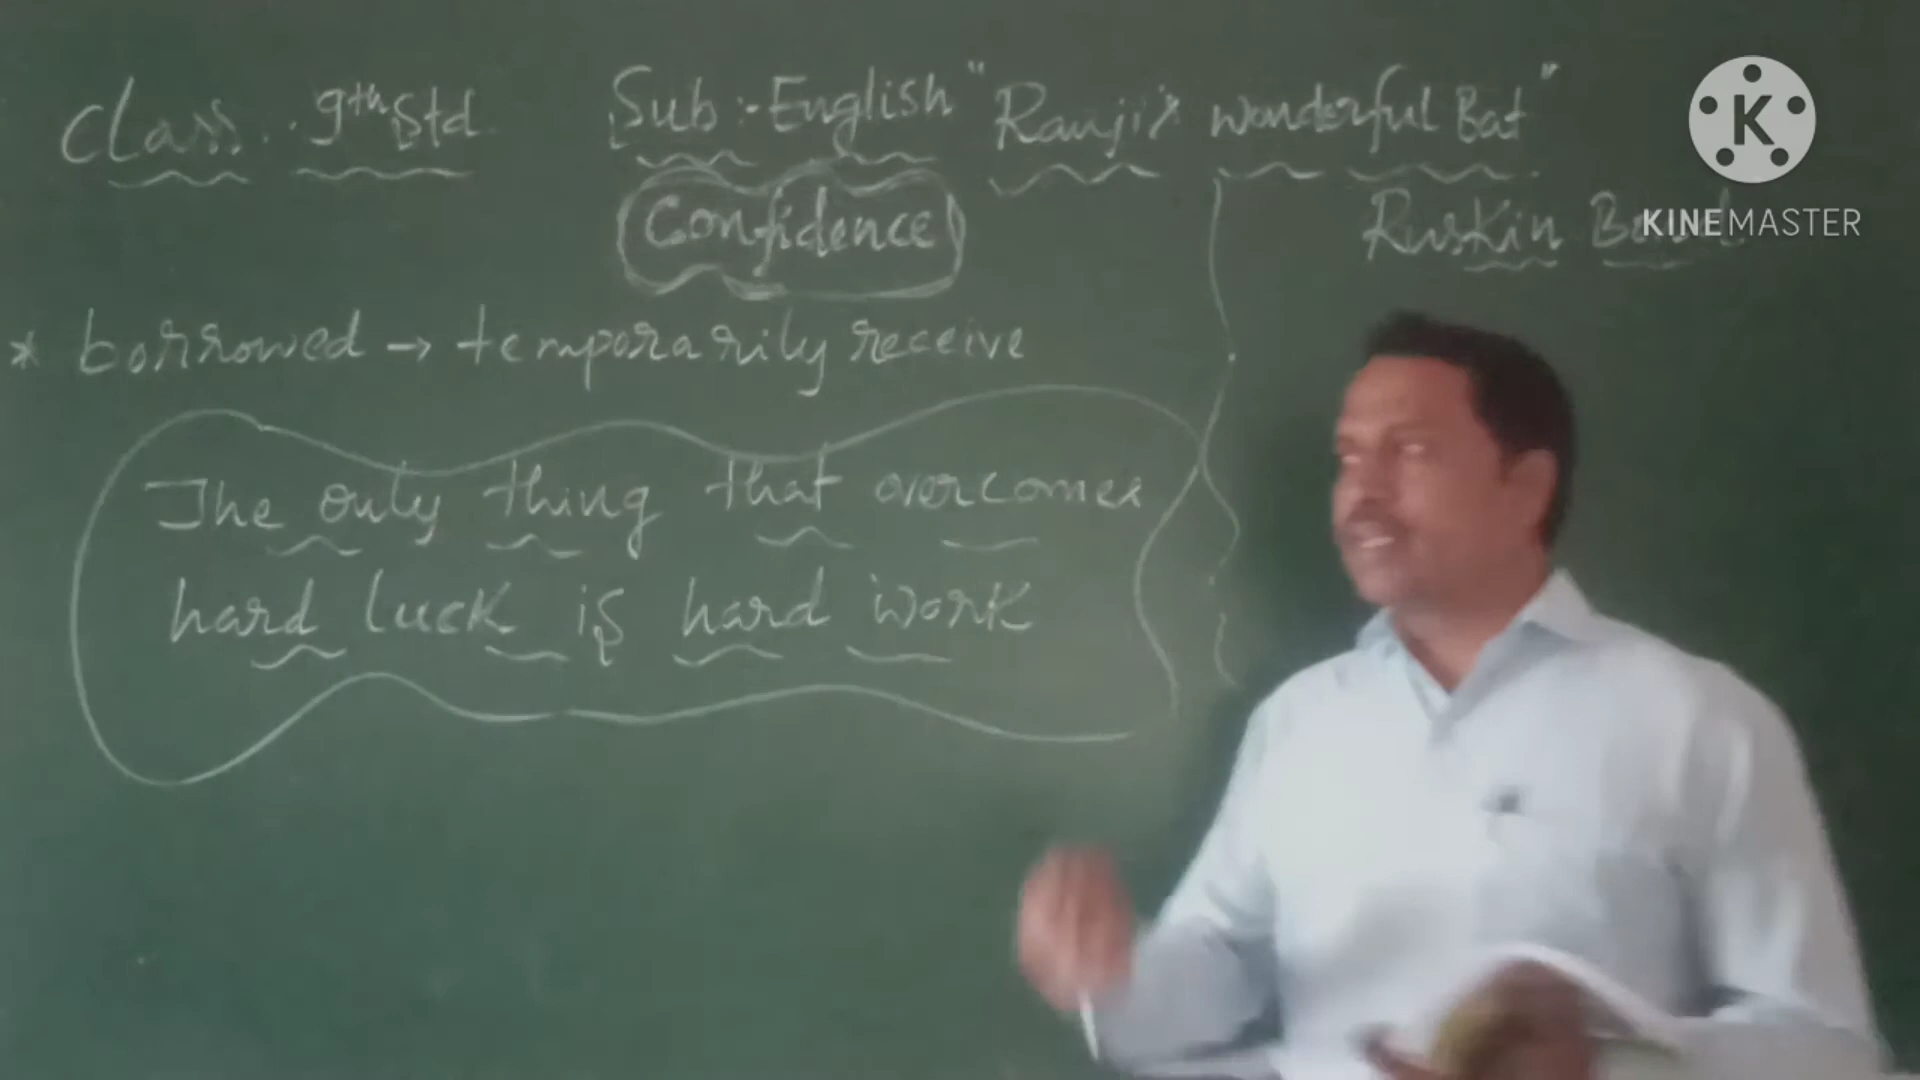 Class : 9th Std Sub :- English "Ranji's wonderful Bat"
Ruskin
Confidence
* borrowed → temporarily receive
The only thing that overcomes
hard luck is hard work
K
KINEMASTER